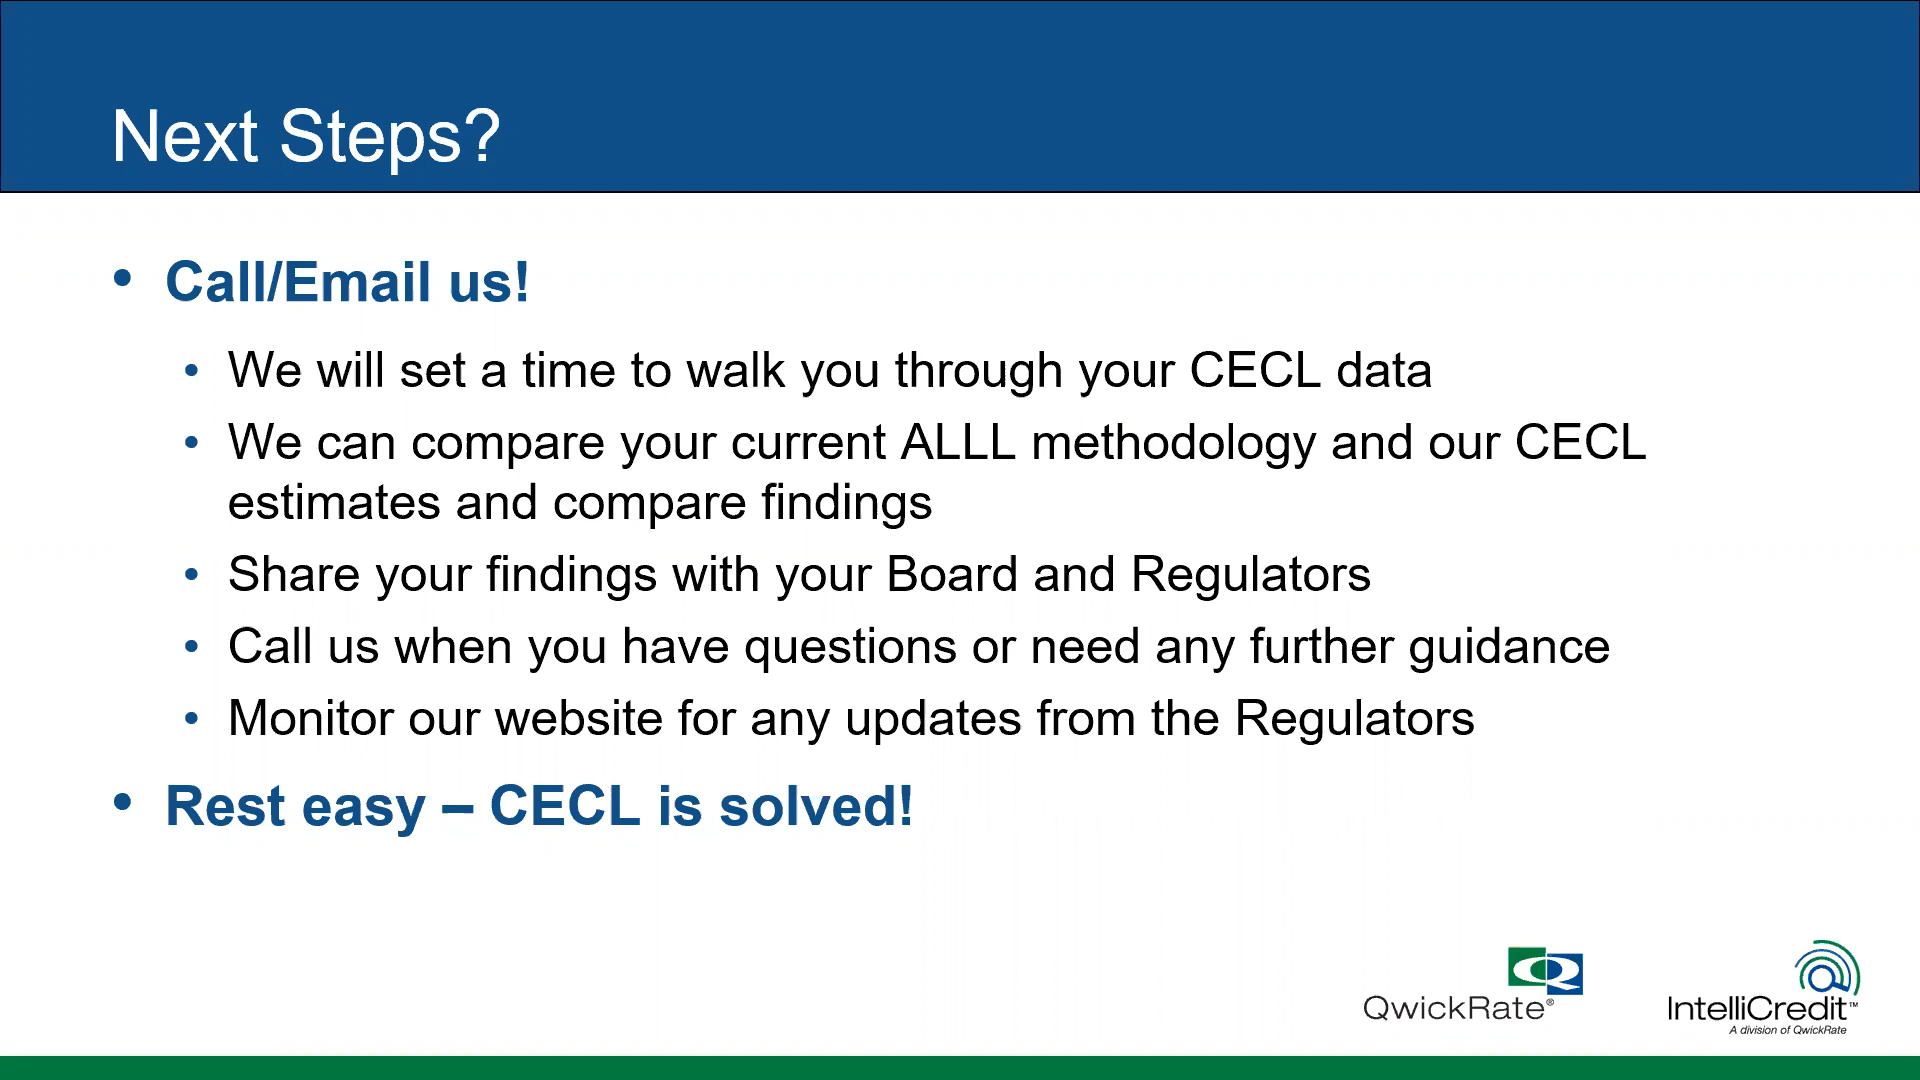 Next Steps?
• Call/Email us!
• We will set a time to walk you through your CECL data
• We can compare your current ALLL methodology and our CECL
estimates and compare findings
• Share your findings with your Board and Regulators
• Call us when you have questions or need any further guidance
• Monitor our website for any updates from the Regulators
• Rest easy – CECL is solved!
QwickRate®
IntelliCredit™
A division of QwickRate